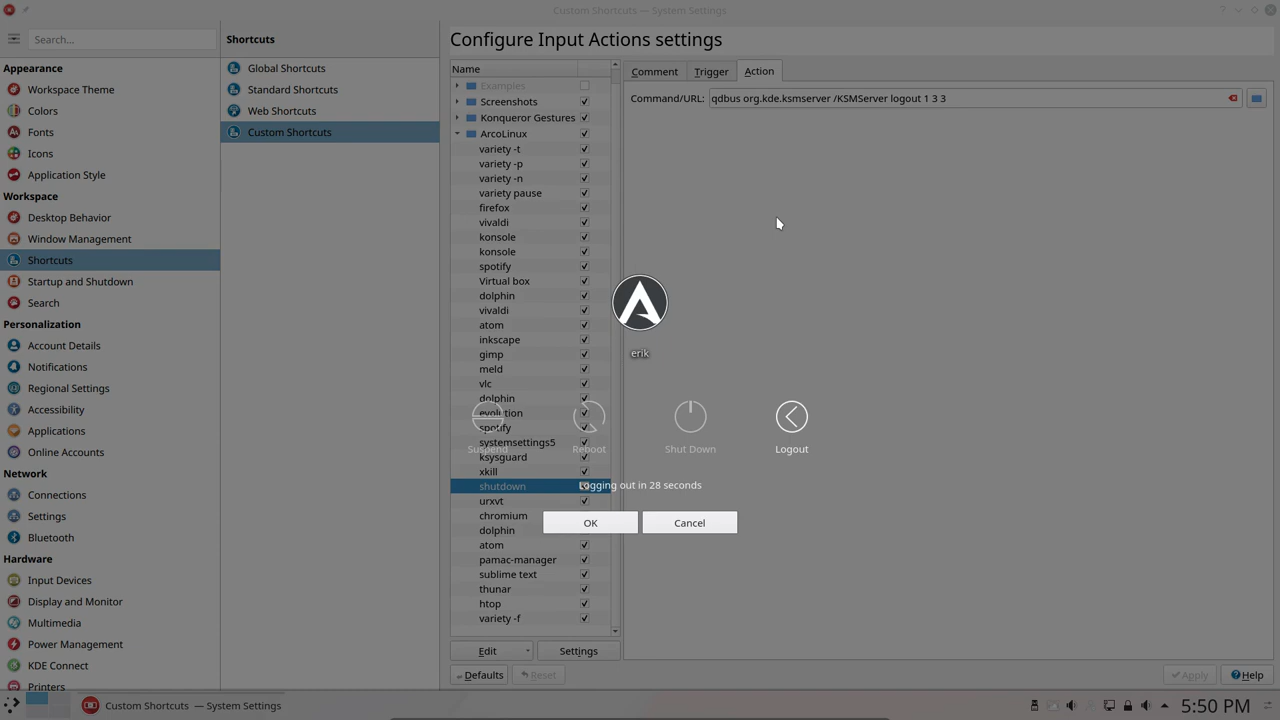 Custom Shortcuts — System Settings
Search...
Appearance
Workspace Theme
Colors
Fonts
Icons
Application Style
Workspace
Desktop Behavior
Window Management
Shortcuts
Startup and Shutdown
Search
Personalization
Account Details
Notifications
Regional Settings
Accessibility
Applications
Online Accounts
Network
Connections
Settings
Bluetooth
Hardware
Input Devices
Display and Monitor
Multimedia
Power Management
KDE Connect
Printers
Shortcuts
Global Shortcuts
Standard Shortcuts
Web Shortcuts
Custom Shortcuts
Configure Input Actions settings
Name
Examples
Screenshots
Konqueror Gestures
ArcoLinux
variety -t
variety -p
variety -n
variety pause
firefox
vivaldi
konsole
konsole
spotify
Virtual box
dolphin
vivaldi
atom
inkscape
gimp
meld
vlc
dolphin
evolution
spotify
systemsettings5
ksysguard
xkill
shutdown
urxvt
chromium
dolphin
atom
pamac-manager
sublime text
thunar
htop
variety -f
Edit
Settings
Defaults
Reset
Comment
Trigger
Action
Command/URL:
qdbus org.kde.ksmserver /KSMServer logout 1 3 3
erik
Suspend
Reboot
Shut Down
Logout
Logging out in 28 seconds
OK
Cancel
Apply
Help
Custom Shortcuts — System Settings
5:50 PM